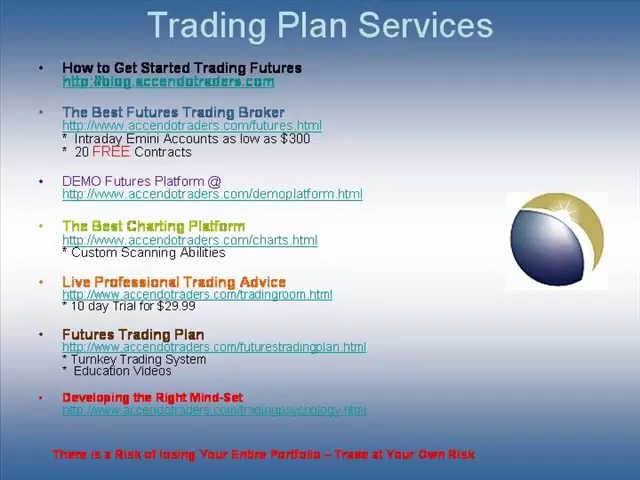 Trading Plan Services
• How to Get Started Trading Futures
http://blog.accendotraders.com
• The Best Futures Trading Broker
http://www.accendotraders.com/futures.html
* Intraday Emini Accounts as low as $300
* 20 FREE Contracts
• DEMO Futures Platform @
http://www.accendotraders.com/demoplatform.html
• The Best Charting Platform
http://www.accendotraders.com/charts.html
* Custom Scanning Abilities
• Live Professional Trading Advice
http://www.accendotraders.com/tradingroom.html
* 10 day Trial for $29.99
• Futures Trading Plan
http://www.accendotraders.com/futurestradingplan.html
* Turnkey Trading System
* Education Videos
• Developing the Right Mind-Set
http://www.accendotraders.com/tradingpsychology.html
There is a Risk of losing Your Entire Portfolio – Trade at Your Own Risk